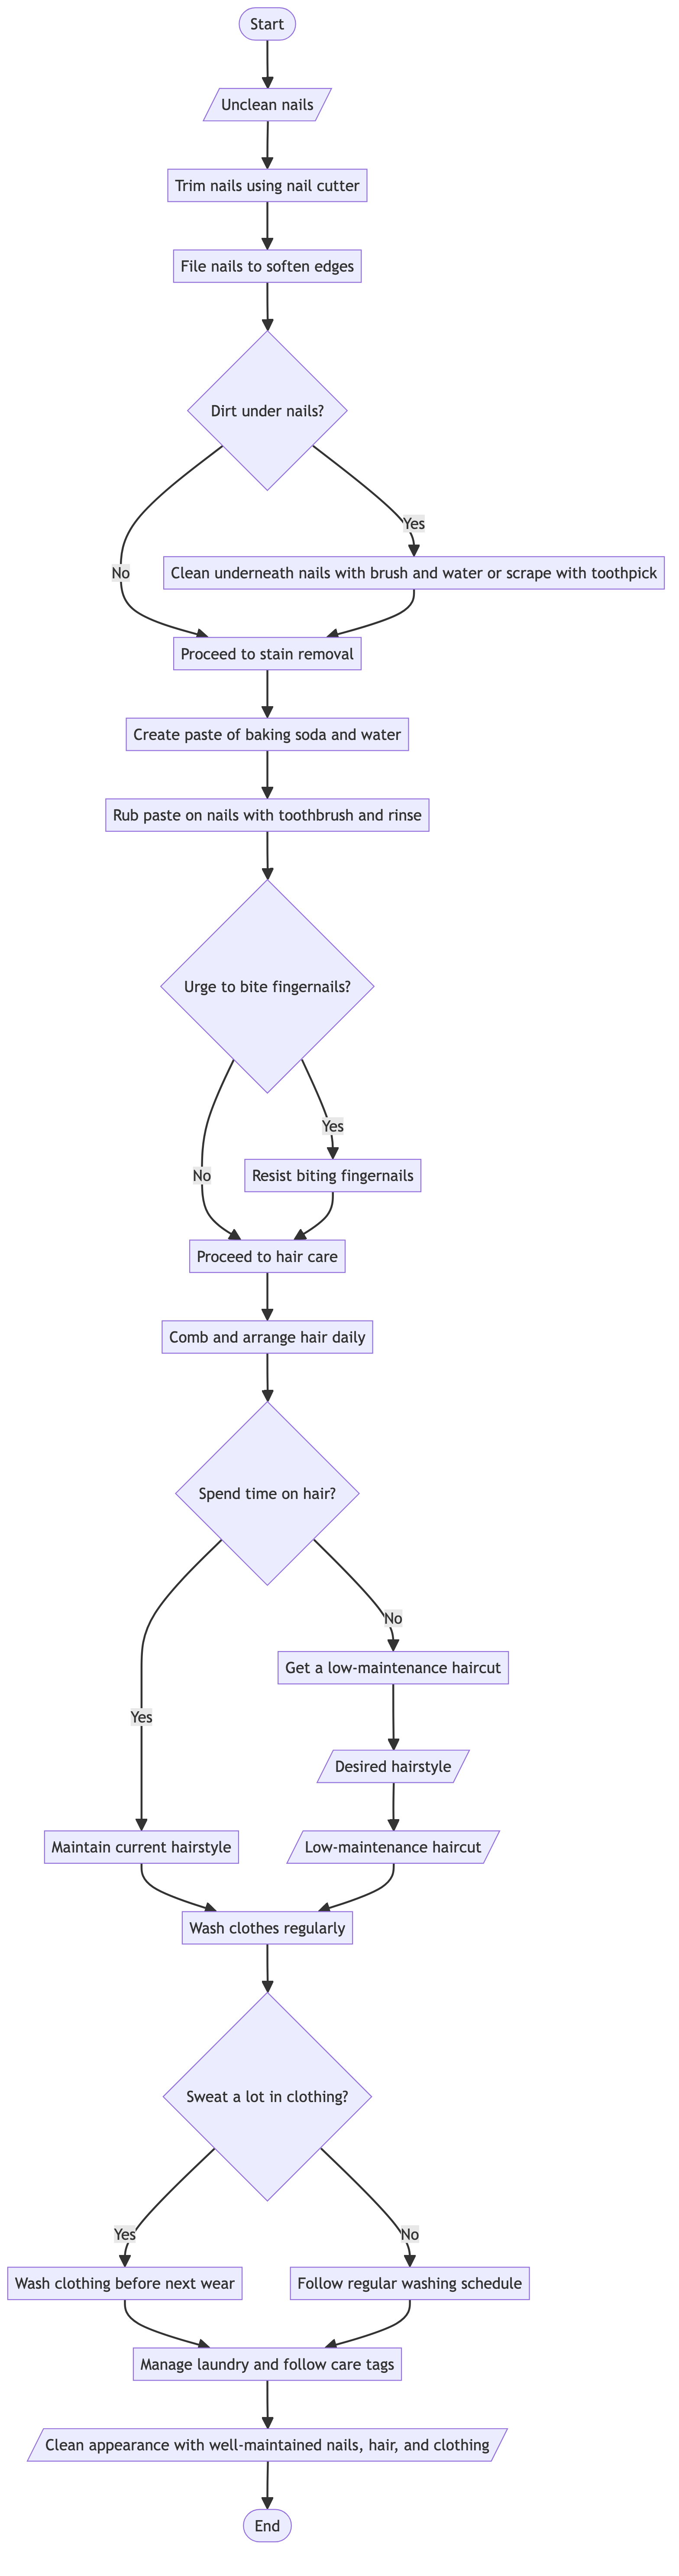 Start
Unclean nails
Trim nails using nail cutter
File nails to soften edges
Dirt under nails?
Yes
No
Clean underneath nails with brush and water or scrape with toothpick
Proceed to stain removal
Create paste of baking soda and water
Rub paste on nails with toothbrush and rinse
Urge to bite fingernails?
Yes
No
Resist biting fingernails
Proceed to hair care
Comb and arrange hair daily
Spend time on hair?
No
Get a low-maintenance haircut
Yes
Desired hairstyle
Maintain current hairstyle
Low-maintenance haircut
Wash clothes regularly
Sweat a lot in clothing?
Yes
No
Wash clothing before next wear
Follow regular washing schedule
Manage laundry and follow care tags
Clean appearance with well-maintained nails, hair, and clothing
End